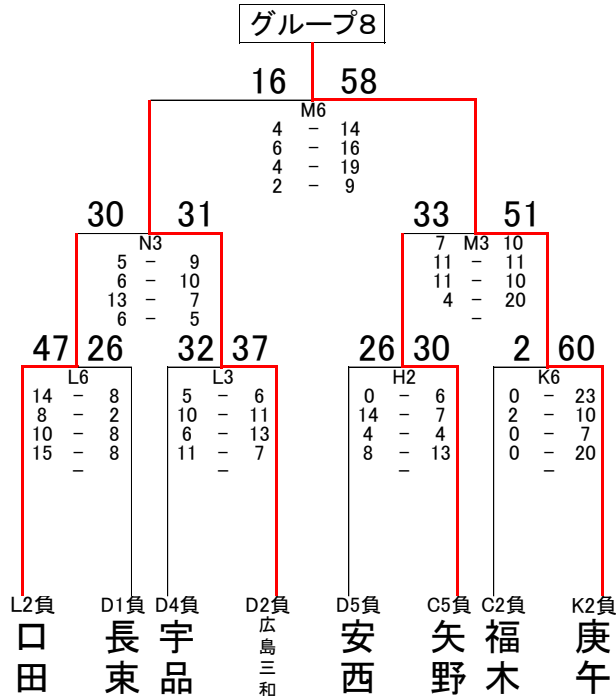 グループ8
16 58
M6
4 - 14
6 - 16
4 - 19
2 - 9
30 31
N3
5 - 9
6 - 10
13 - 7
6 - 5
33 51
7 M3 10
11 - 11
11 - 10
4 - 20
-
47 26
L6
14 - 8
8 - 2
10 - 8
15 - 8
-
32 37
L3
5 - 6
10 - 11
6 - 13
11 - 7
26 30
H2
0 - 6
14 - 7
4 - 4
8 - 13
-
2 60
K6
0 - 23
2 - 10
0 - 7
0 - 20
-
L2負 D1負 D4負 D2負 D5負 C5負 C2負 K2負
口田
長束
宇品
広島三和
安西
矢野
福木
庚午